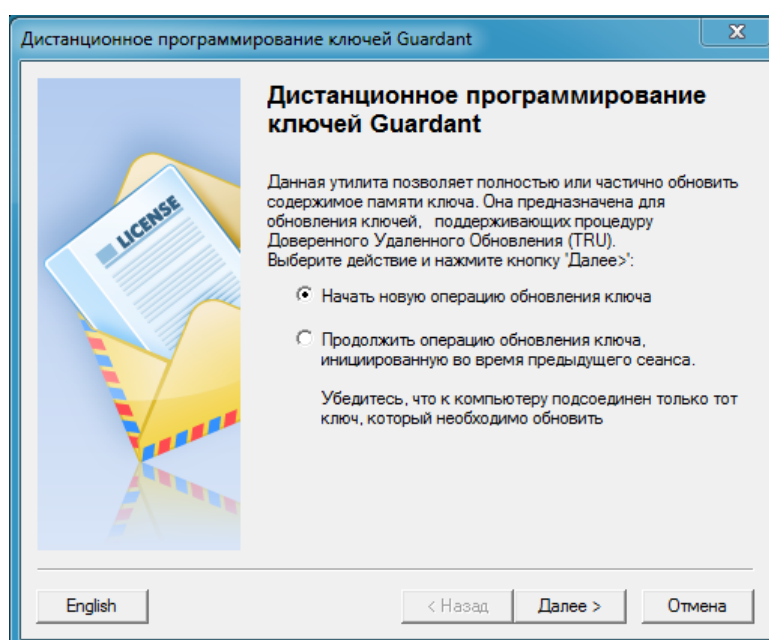 Дистанционное программирование ключей Guardant
Дистанционное программирование
ключей Guardant
LICENSE
Данная утилита позволяет полностью или частично обновить
содержимое памяти ключа. Она предназначена для
обновления ключей, поддерживающих процедуру
Доверенного Удаленного Обновления (TRU).
Выберите действие и нажмите кнопку 'Далее>':
Начать новую операцию обновления ключа
Продолжить операцию обновления ключа,
инициированную во время предыдущего сеанса.
Убедитесь, что к компьютеру подсоединен только тот
ключ, который необходимо обновить
English
< Назад
Далее >
Отмена